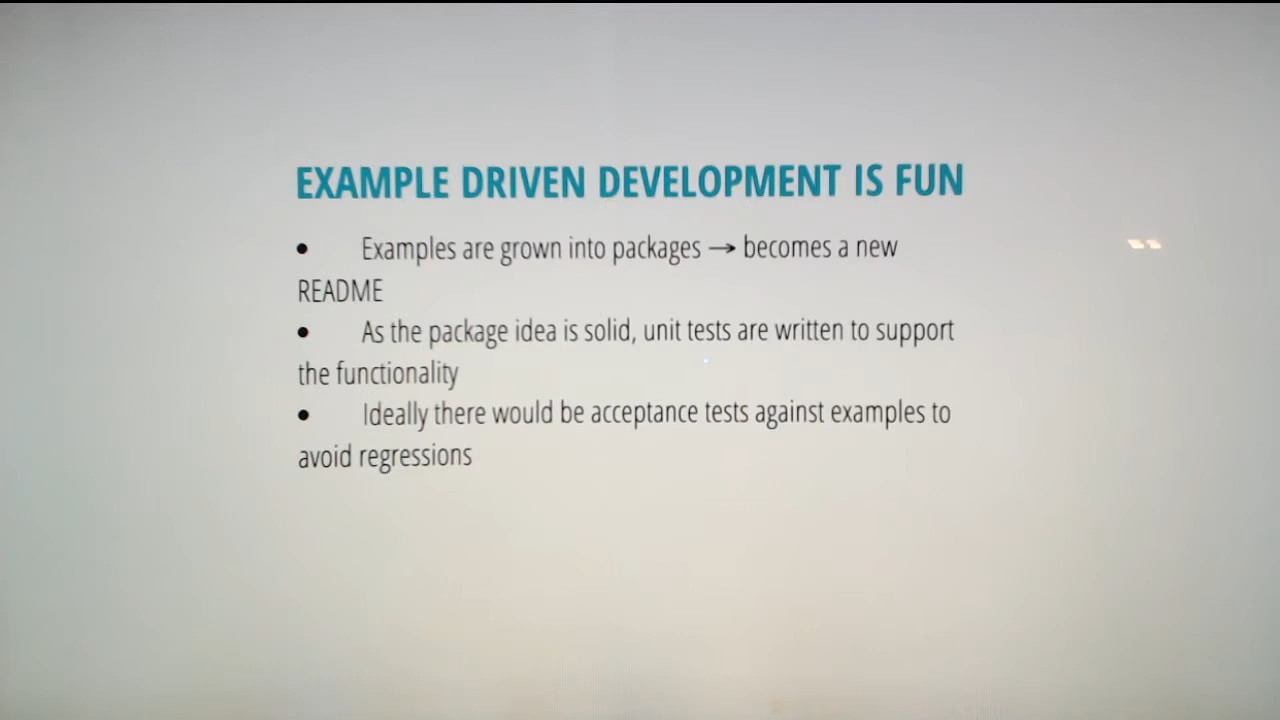 EXAMPLE DRIVEN DEVELOPMENT IS FUN
• Examples are grown into packages → becomes a new
README
• As the package idea is solid, unit tests are written to support
the functionality
• Ideally there would be acceptance tests against examples to
avoid regressions